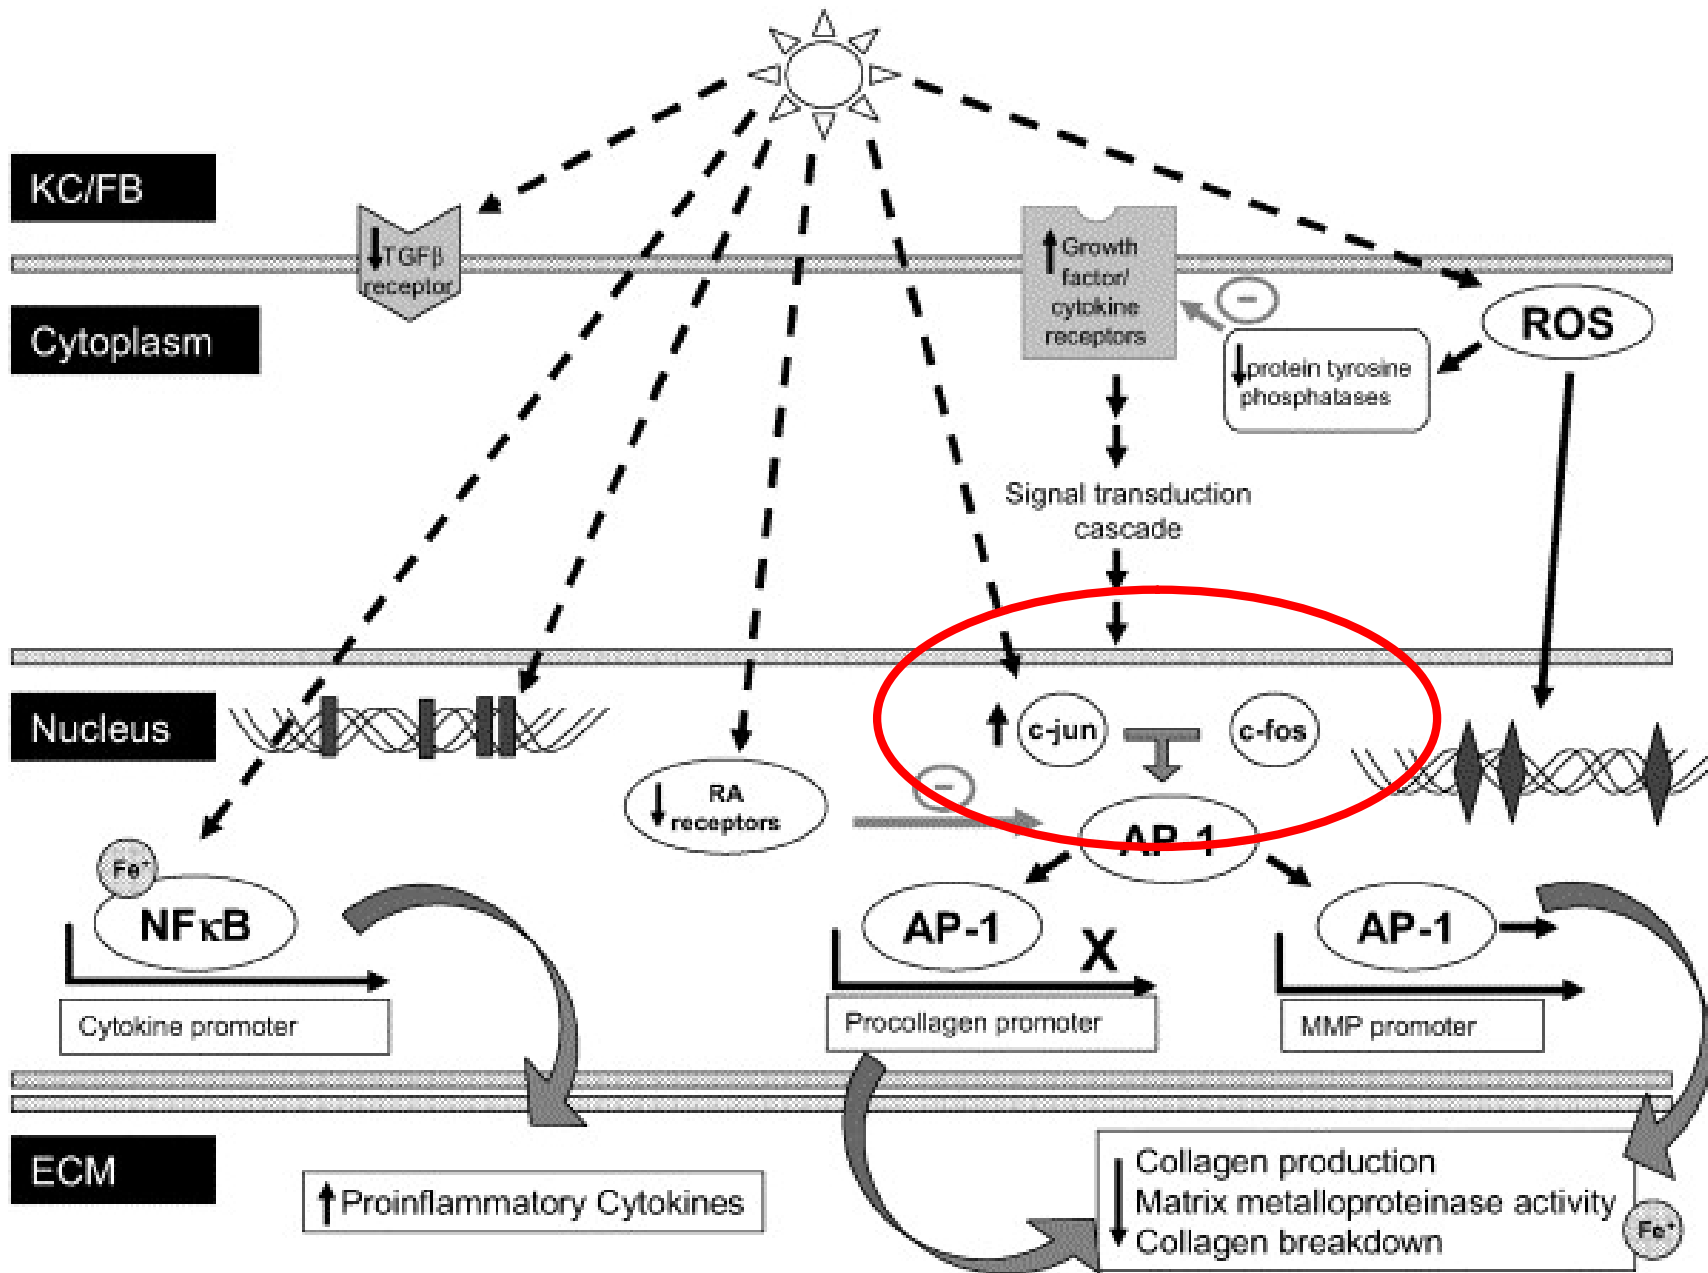 KC/FB
TGFβ
receptor
Growth
factor/
cytokine
receptors
−
ROS
Cytoplasm
protein tyrosine
phosphatases
Signal transduction
cascade
Nucleus
c-jun
c-fos
RA
receptors
−
AP-1
Fe+
NFκB
AP-1
X
AP-1
Cytokine promoter
Procollagen promoter
MMP promoter
ECM
Proinflammatory Cytokines
Collagen production
Matrix metalloproteinase activity
Collagen breakdown
Fe+